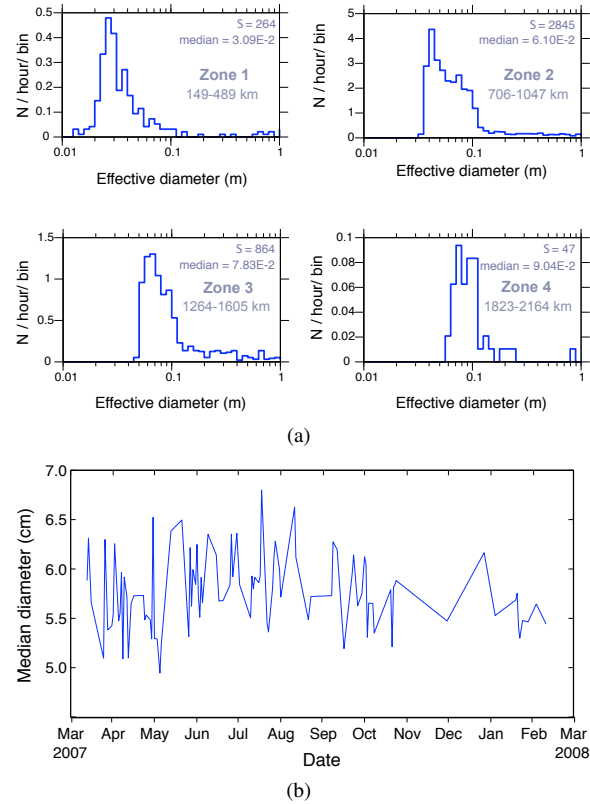 0.5
0.4
0.3
0.2
0.1
0
N / hour/ bin
S = 264
median = 3.09E-2
Zone 1
149-489 km
0.01
0.1
1
Effective diameter (m)
5
4
3
2
1
0
N / hour/ bin
S = 2845
median = 6.10E-2
Zone 2
706-1047 km
0.01
0.1
1
Effective diameter (m)
1.5
1
0.5
0
N / hour/ bin
S = 864
median = 7.83E-2
Zone 3
1264-1605 km
0.01
0.1
1
Effective diameter (m)
0.1
0.08
0.06
0.04
0.02
0
N / hour/ bin
S = 47
median = 9.04E-2
Zone 4
1823-2164 km
0.01
0.1
1
Effective diameter (m)
(a)
7.0
6.5
6.0
5.5
5.0
Median diameter (cm)
Mar Apr May Jun Jul Aug Sep Oct Nov Dec Jan Feb Mar
2007 2008
Date
(b)